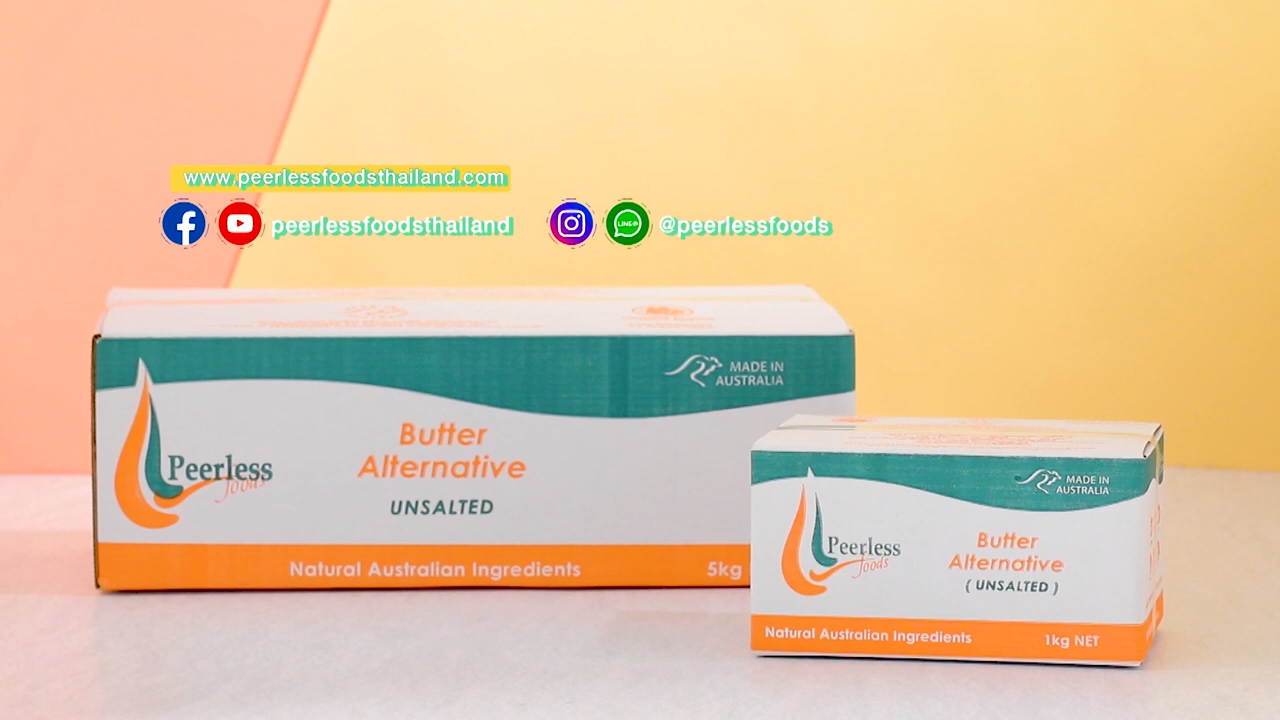 www.peerlessfoodsthailand.com
peerlessfoodsthailand
LINE@
@peerlessfoods
MADE IN
AUSTRALIA
Butter
Alternative
UNSALTED
Peerless
foods
Natural Australian Ingredients
5kg
MADE IN
AUSTRALIA
Peerless
foods
Butter
Alternative
( UNSALTED )
Natural Australian Ingredients
1kg NET